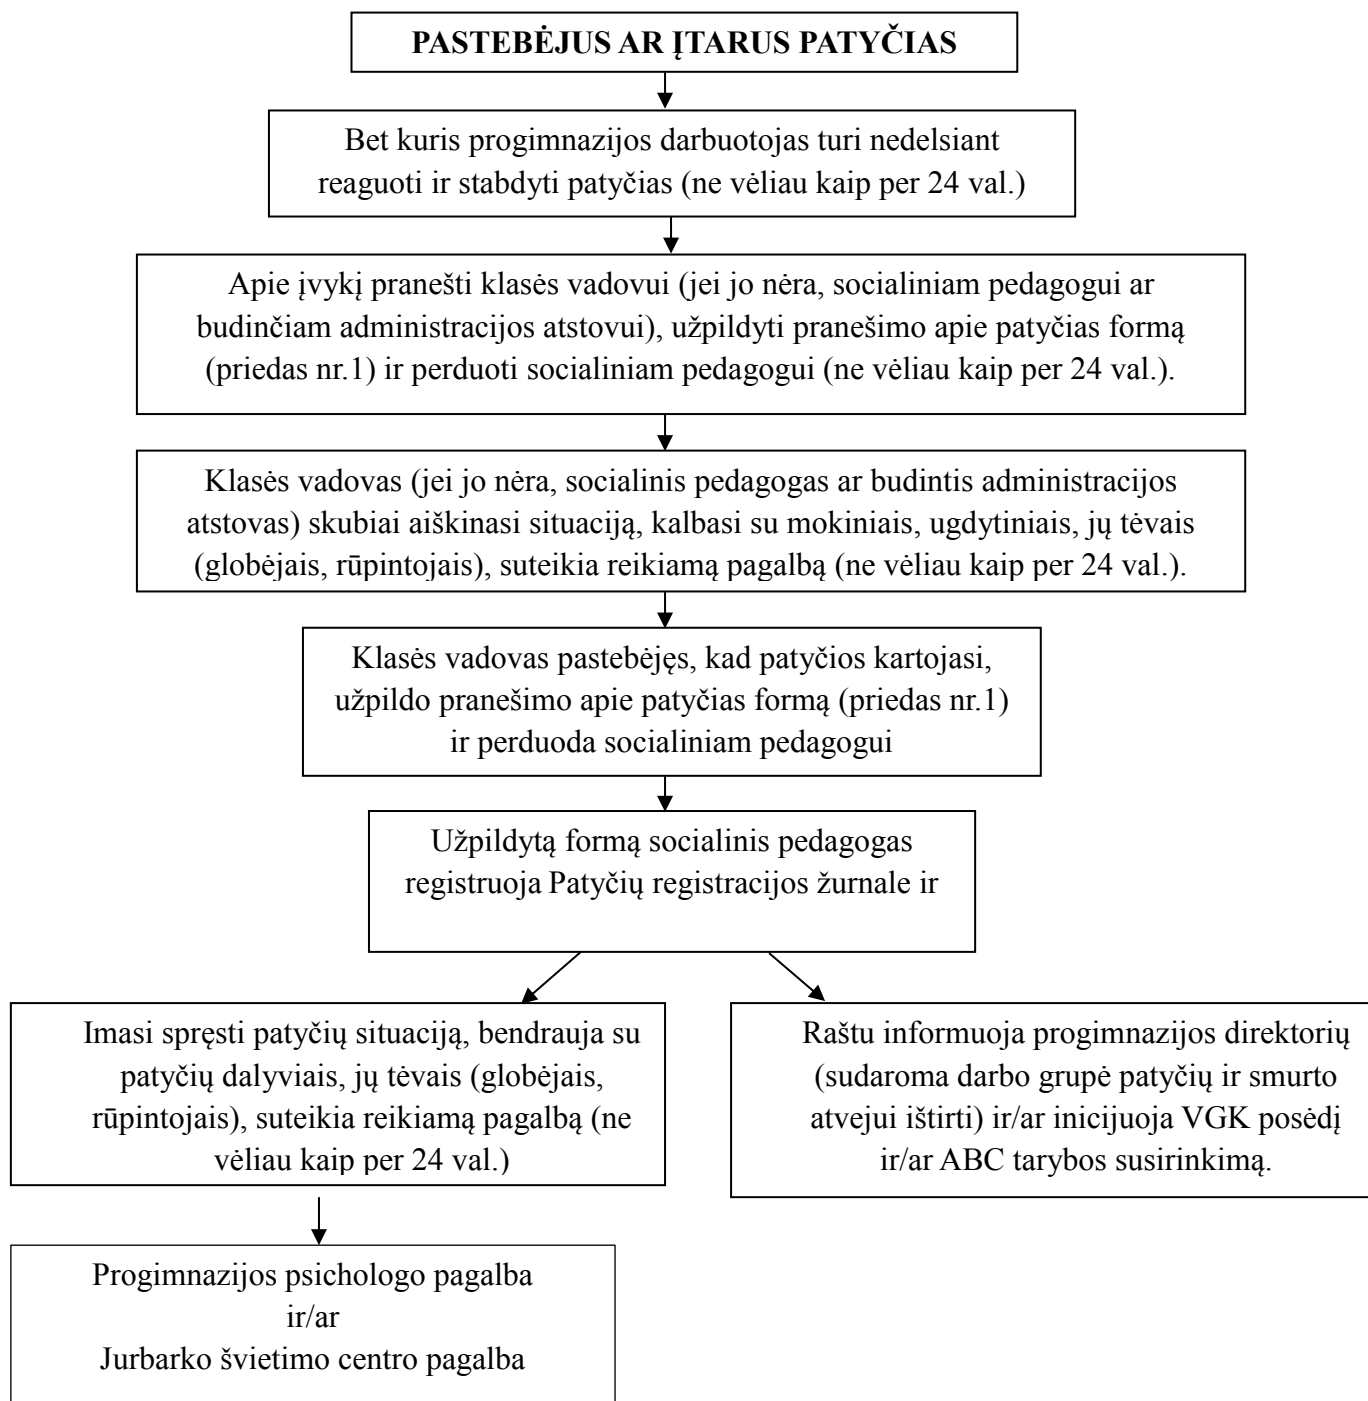 PASTEBĖJUS AR ĮTARUS PATYČIAS
Bet kuris progimnazijos darbuotojas turi nedelsiant
reaguoti ir stabdyti patyčias (ne vėliau kaip per 24 val.)
Apie įvykį pranešti klasės vadovui (jei jo nėra, socialiniam pedagogui ar
budinčiam administracijos atstovui), užpildyti pranešimo apie patyčias formą
(priedas nr.1) ir perduoti socialiniam pedagogui (ne vėliau kaip per 24 val.).
Klasės vadovas (jei jo nėra, socialinis pedagogas ar budintis administracijos
atstovas) skubiai aiškinasi situaciją, kalbasi su mokiniais, ugdytiniais, jų tėvais
(globėjais, rūpintojais), suteikia reikiamą pagalbą (ne vėliau kaip per 24 val.).
Klasės vadovas pastebėjęs, kad patyčios kartojasi,
užpildo pranešimo apie patyčias formą (priedas nr.1)
ir perduoda socialiniam pedagogui
Užpildytą formą socialinis pedagogas
registruoja Patyčių registracijos žurnale ir
Imasi spręsti patyčių situaciją, bendrauja su
patyčių dalyviais, jų tėvais (globėjais,
rūpintojais), suteikia reikiamą pagalbą (ne
vėliau kaip per 24 val.)
Raštu informuoja progimnazijos direktorių
(sudaroma darbo grupė patyčių ir smurto
atvejui ištirti) ir/ar inicijuoja VGK posėdį
ir/ar ABC tarybos susirinkimą.
Progimnazijos psichologo pagalba
ir/ar
Jurbarko švietimo centro pagalba